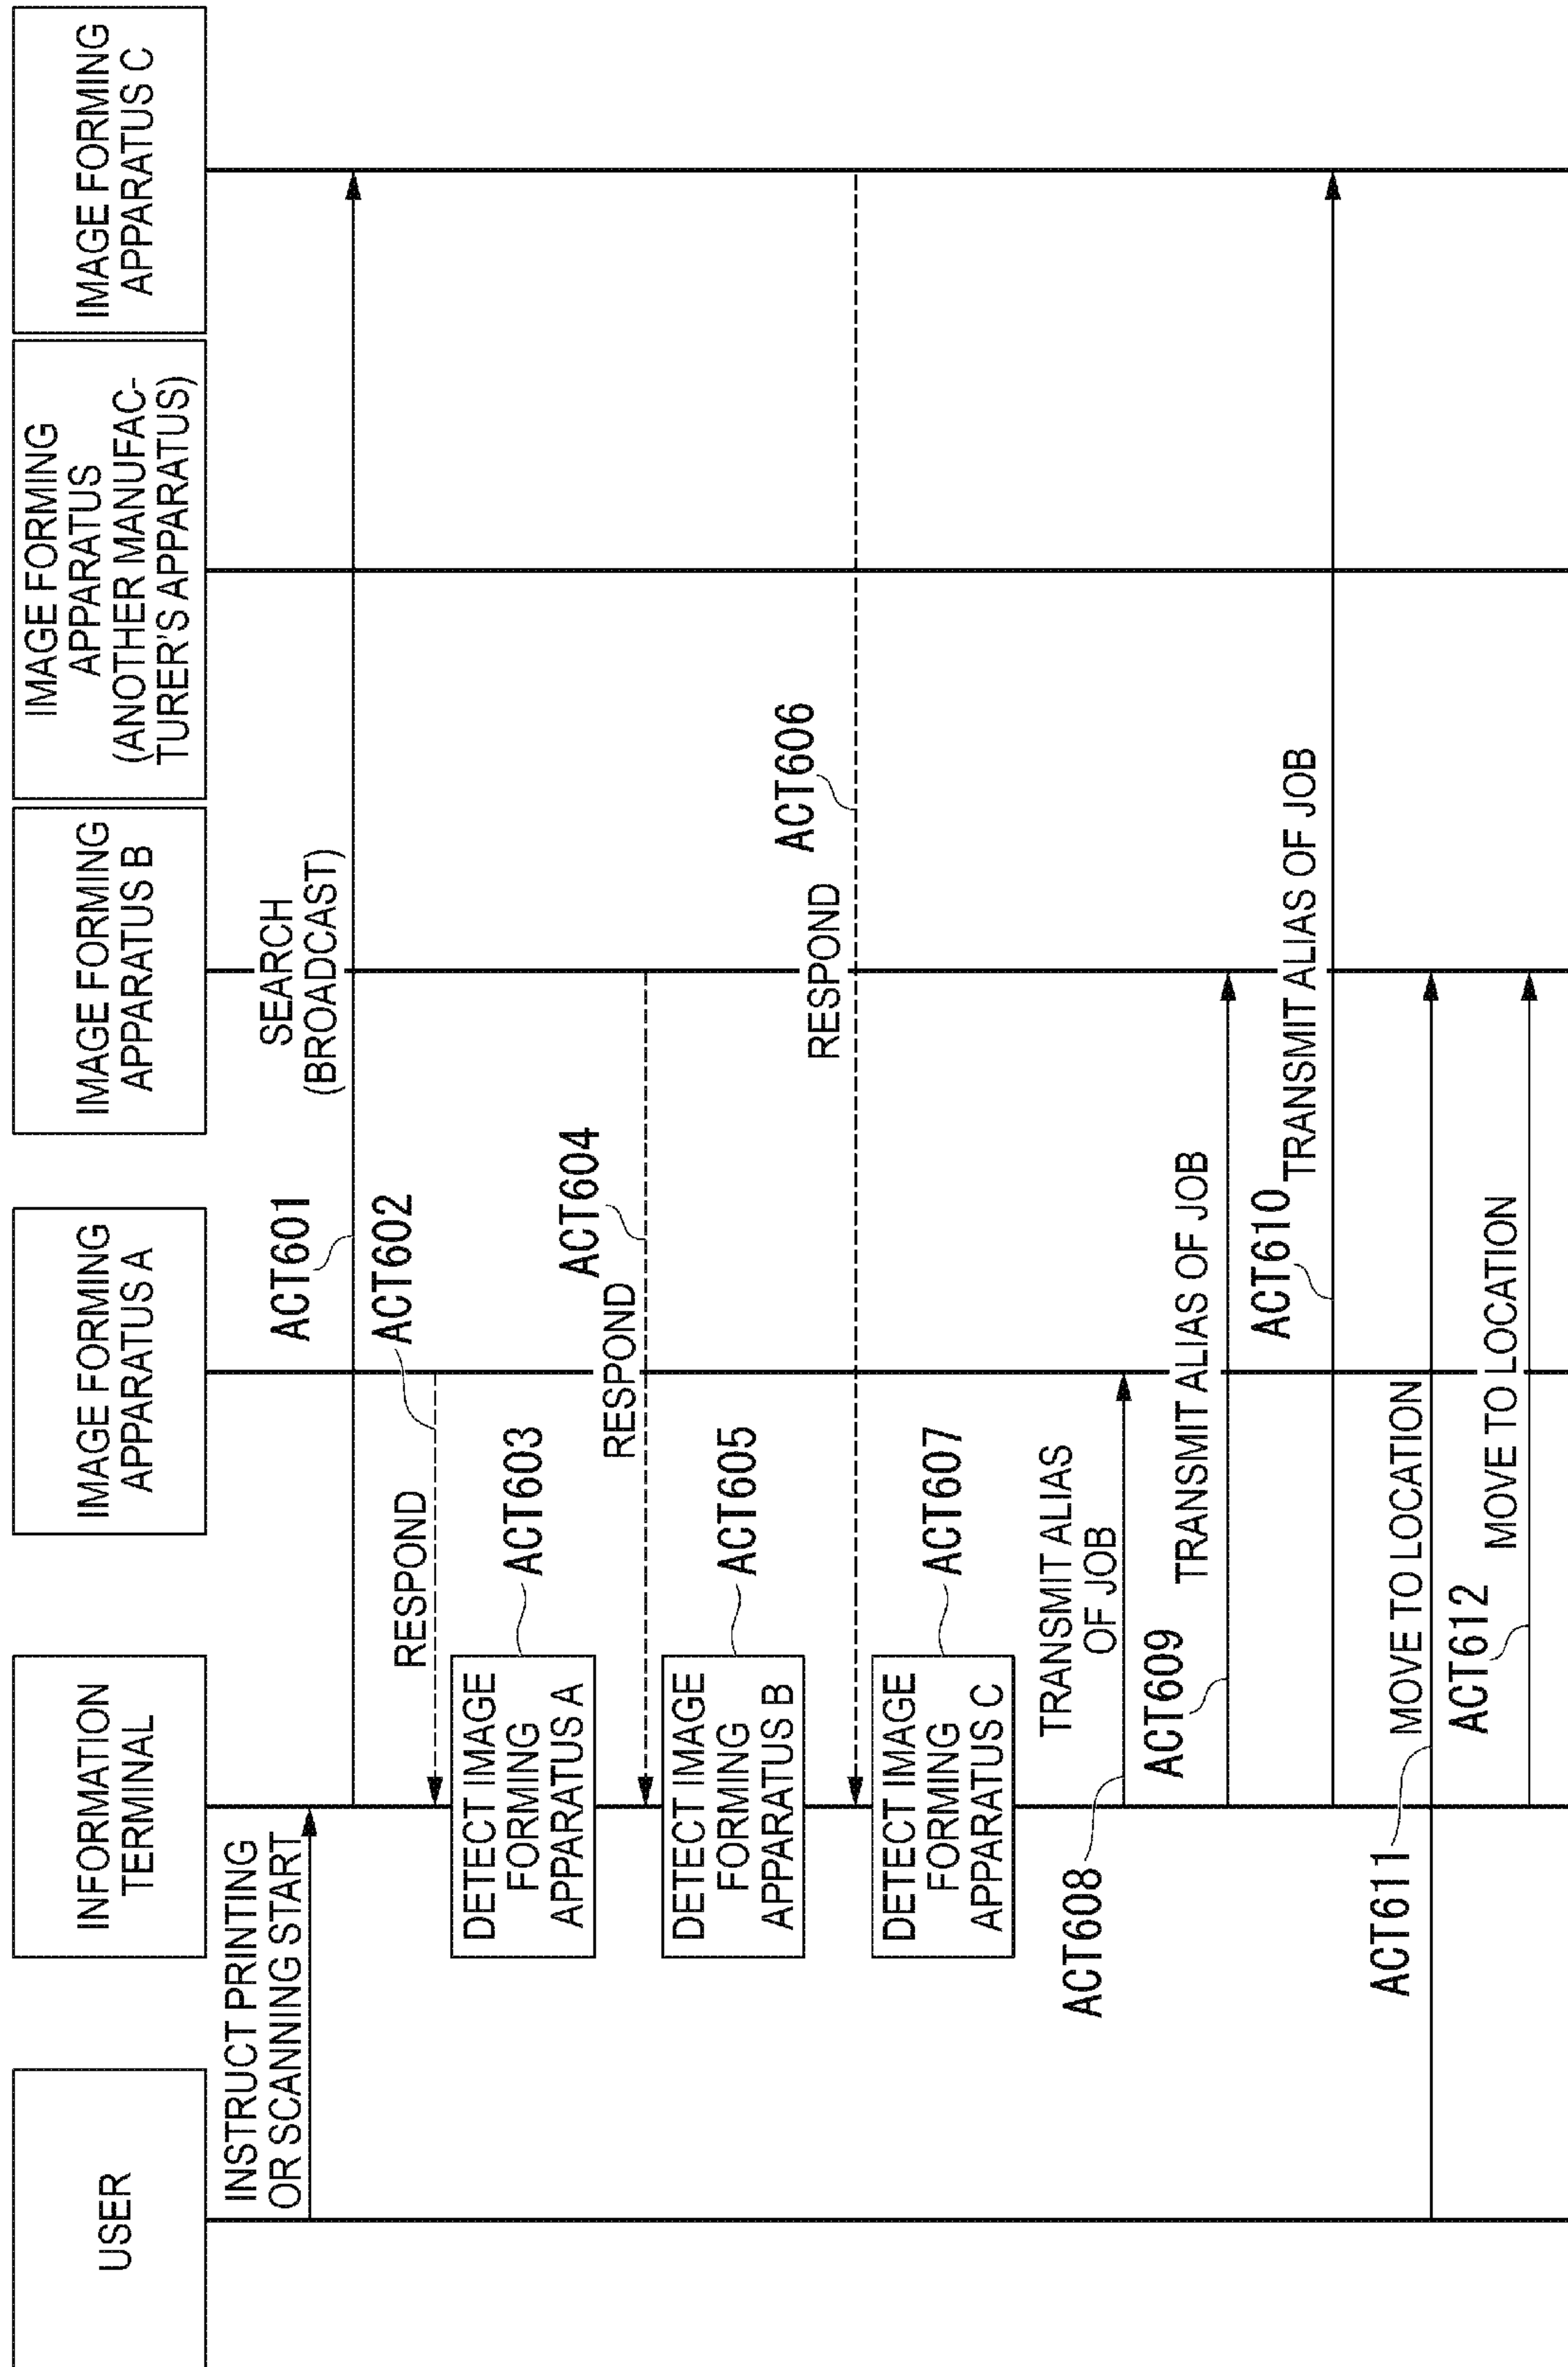 USER
INFORMATION
TERMINAL
IMAGE FORMING
APPARATUS A
IMAGE FORMING
APPARATUS B
IMAGE FORMING
APPARATUS
(ANOTHER MANUFAC-
TURER'S APPARATUS)
IMAGE FORMING
APPARATUS C
INSTRUCT PRINTING
OR SCANNING START
ACT601
SEARCH
(BROADCAST)
ACT602
RESPOND
DETECT IMAGE
FORMING
APPARATUS A
ACT603
ACT604
RESPOND
DETECT IMAGE
FORMING
APPARATUS B
ACT605
ACT606
RESPOND
DETECT IMAGE
FORMING
APPARATUS C
ACT607
ACT608
TRANSMIT ALIAS
OF JOB
ACT609
TRANSMIT ALIAS OF JOB
ACT610
TRANSMIT ALIAS OF JOB
ACT611
MOVE TO LOCATION
ACT612
MOVE TO LOCATION